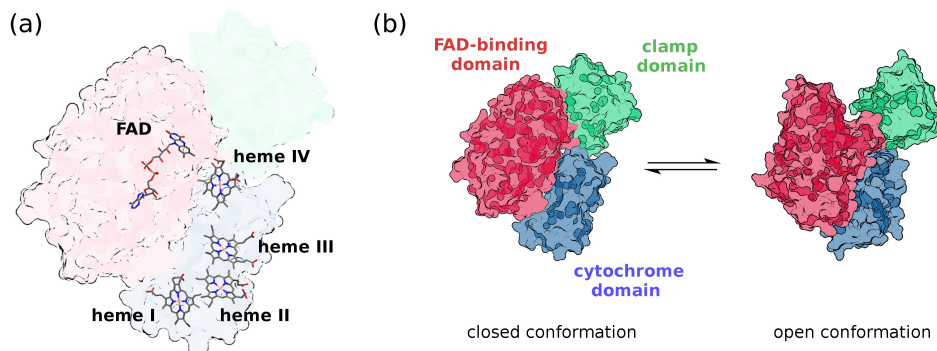 (a)
FAD
heme IV
heme III
heme I
heme II
(b)
FAD-binding
domain
clamp
domain
cytochrome
domain
closed conformation
open conformation